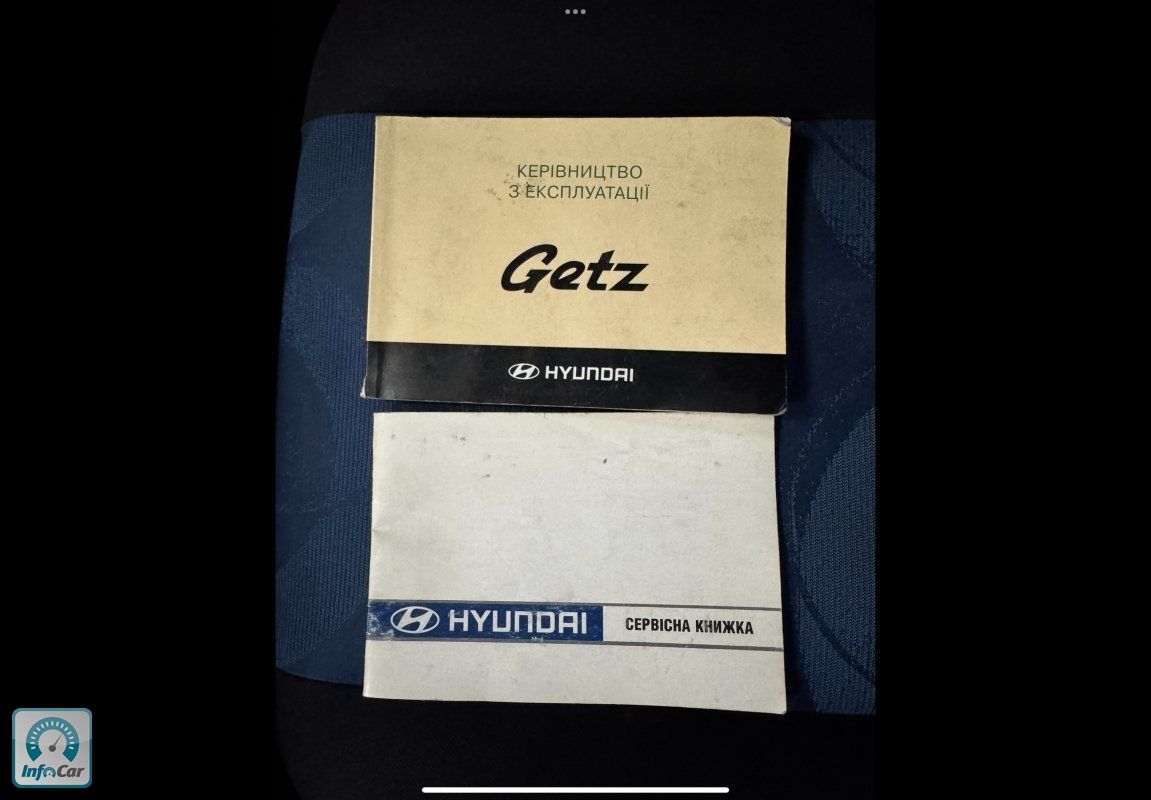 КЕРІВНИЦТВО
З ЕКСПЛУАТАЦІЇ
Getz
HYUNDAI
HYUNDAI СЕРВІСНА КНИЖКА
InfoCar